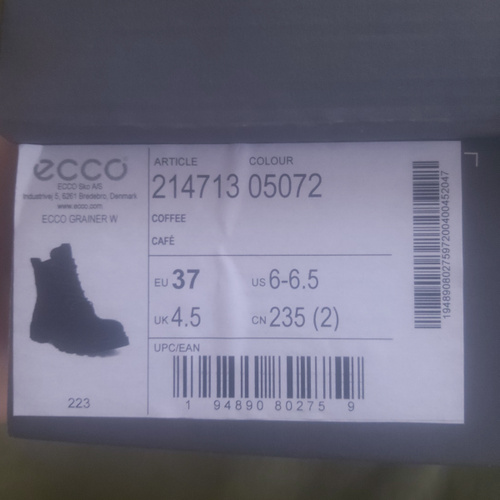 ecco
ECCO Sko A/S
Industrivej 5, 6261 Bredebro, Denmark
www.ecco.com
ECCO GRAINER W
223
ARTICLE COLOUR
214713 05072
COFFEE
CAFÉ
EU 37 US 6-6.5
UK 4.5 CN 235 (2)
UPC/EAN
1 94890 80275 9
194890802759720040045204​7